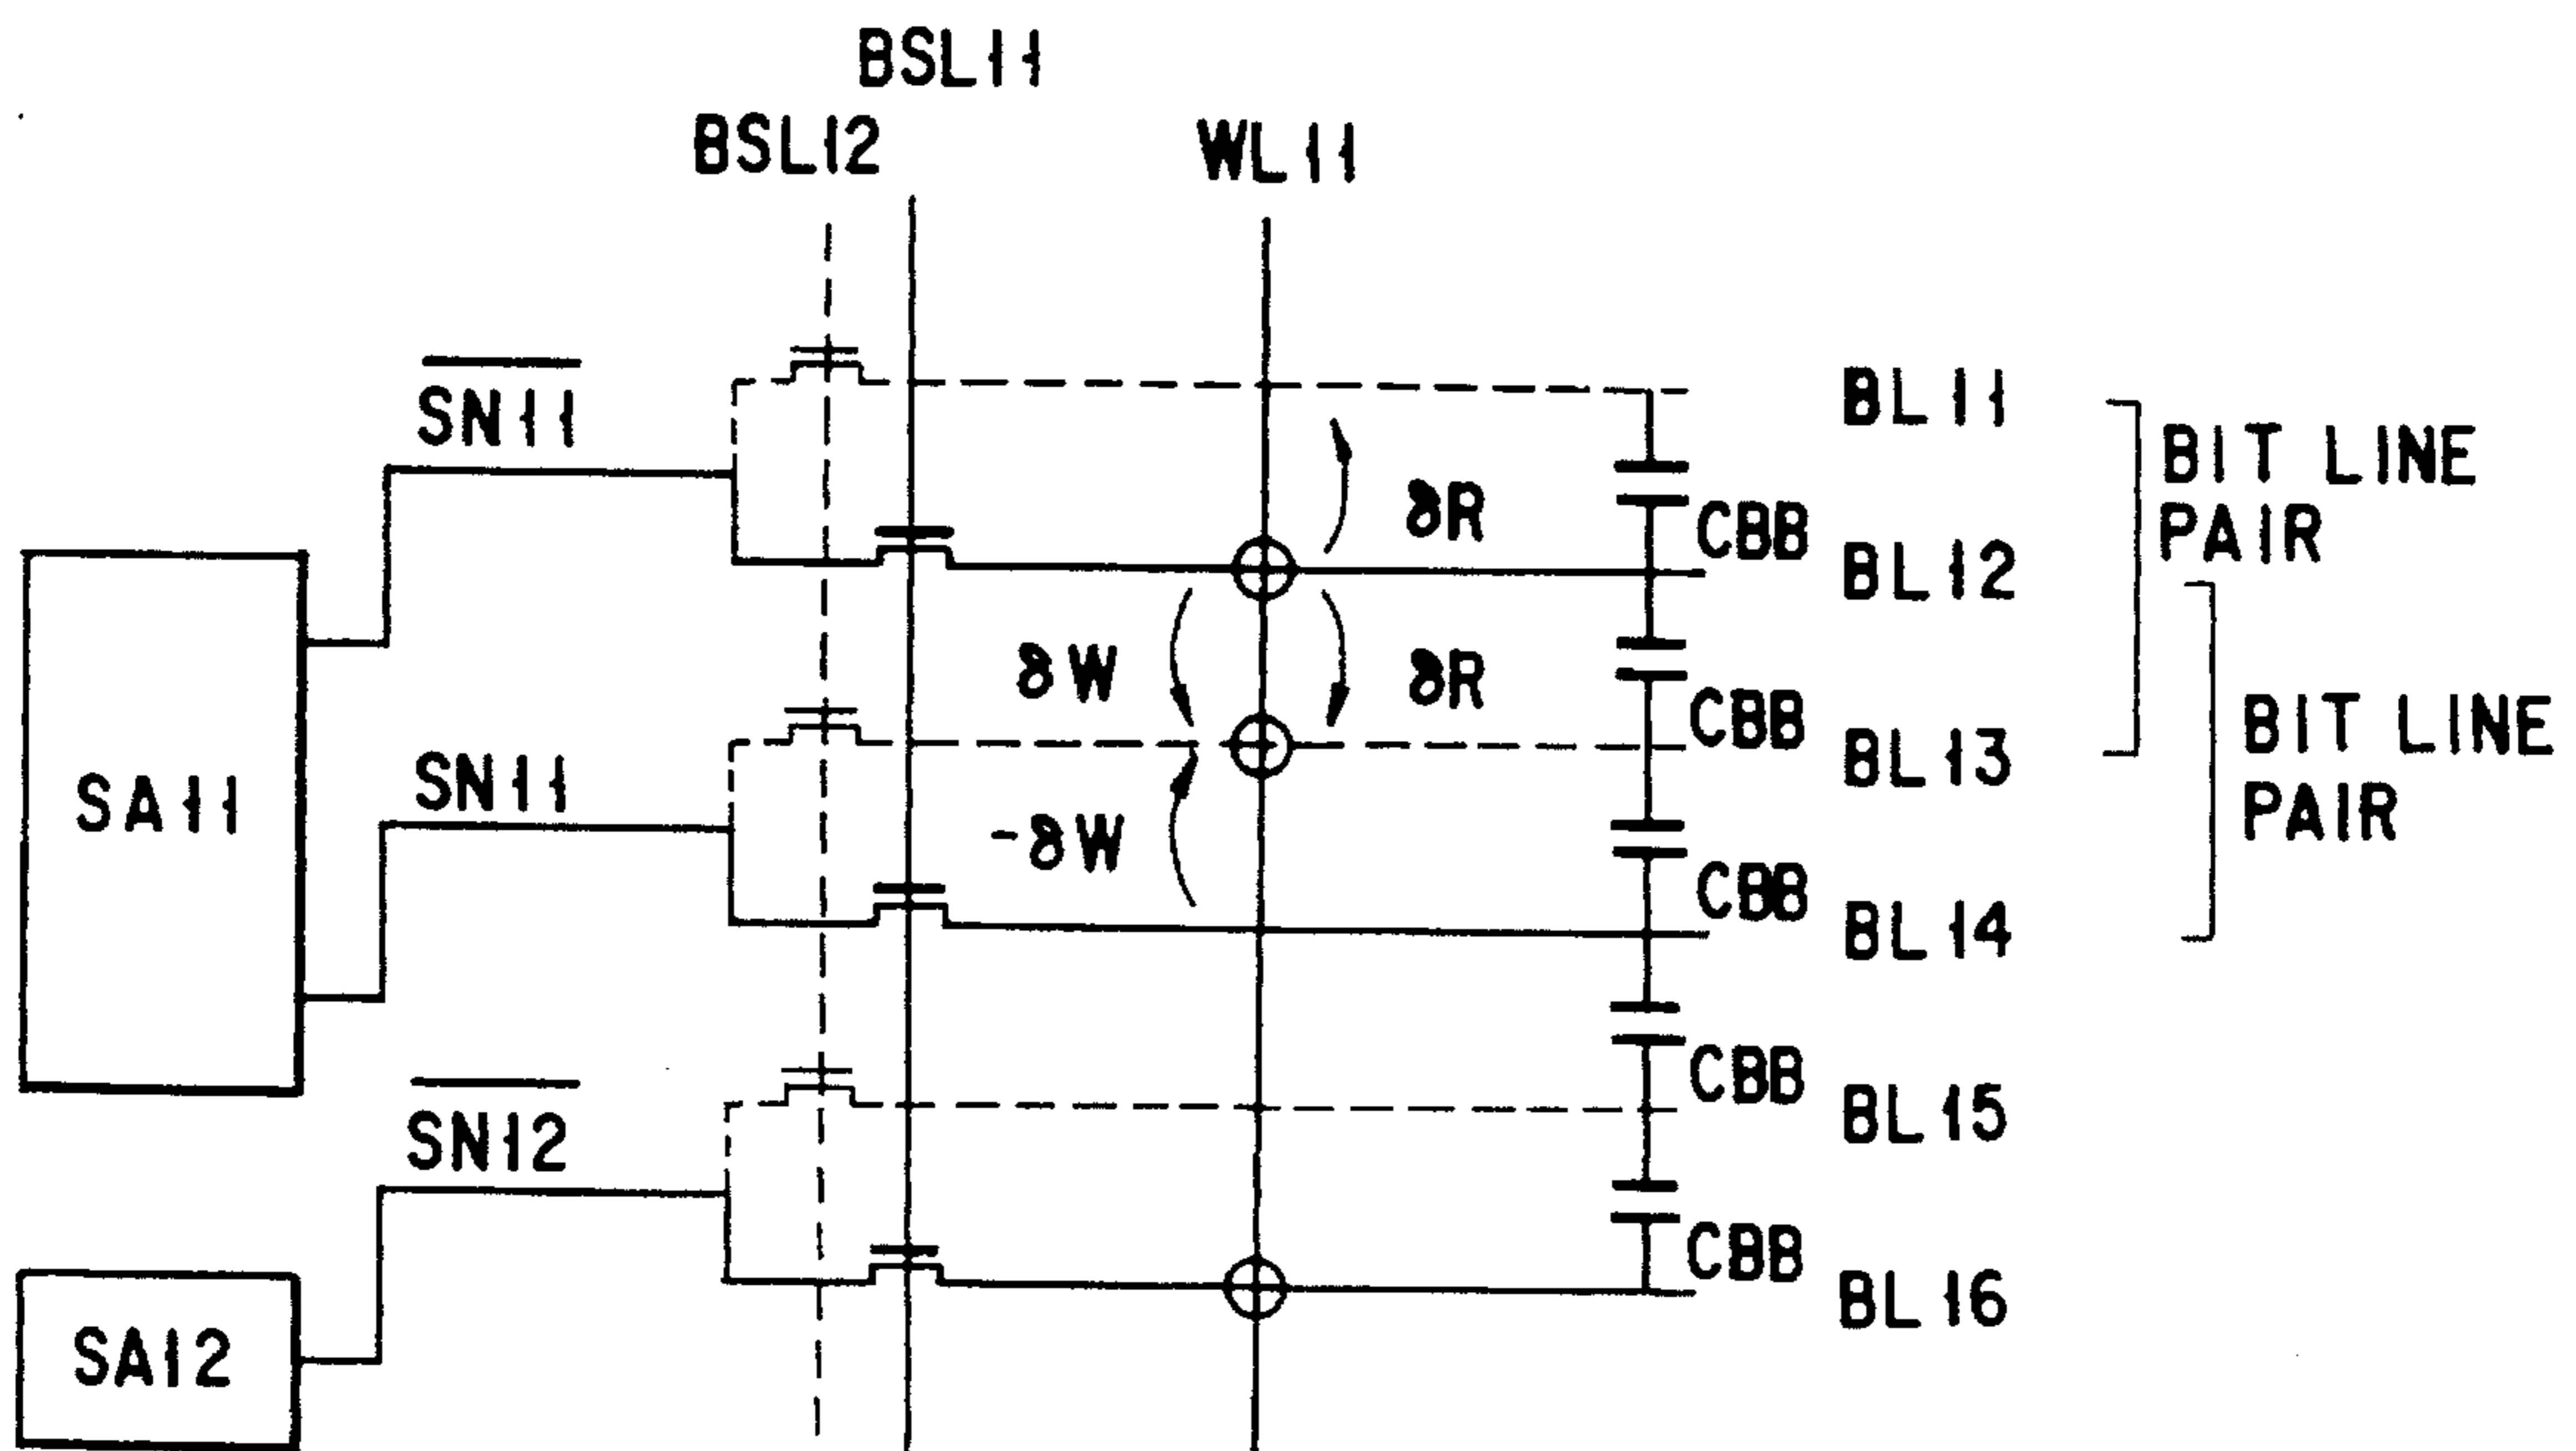 BSL11
BSL12
WL11
SN11
BL11
BIT LINE
PAIR
δR
CBB
BL12
δW
δR
CBB
BL13
BIT LINE
PAIR
SA11
SN11
-δW
CBB
BL14
CBB
BL15
SN12
CBB
BL16
SA12